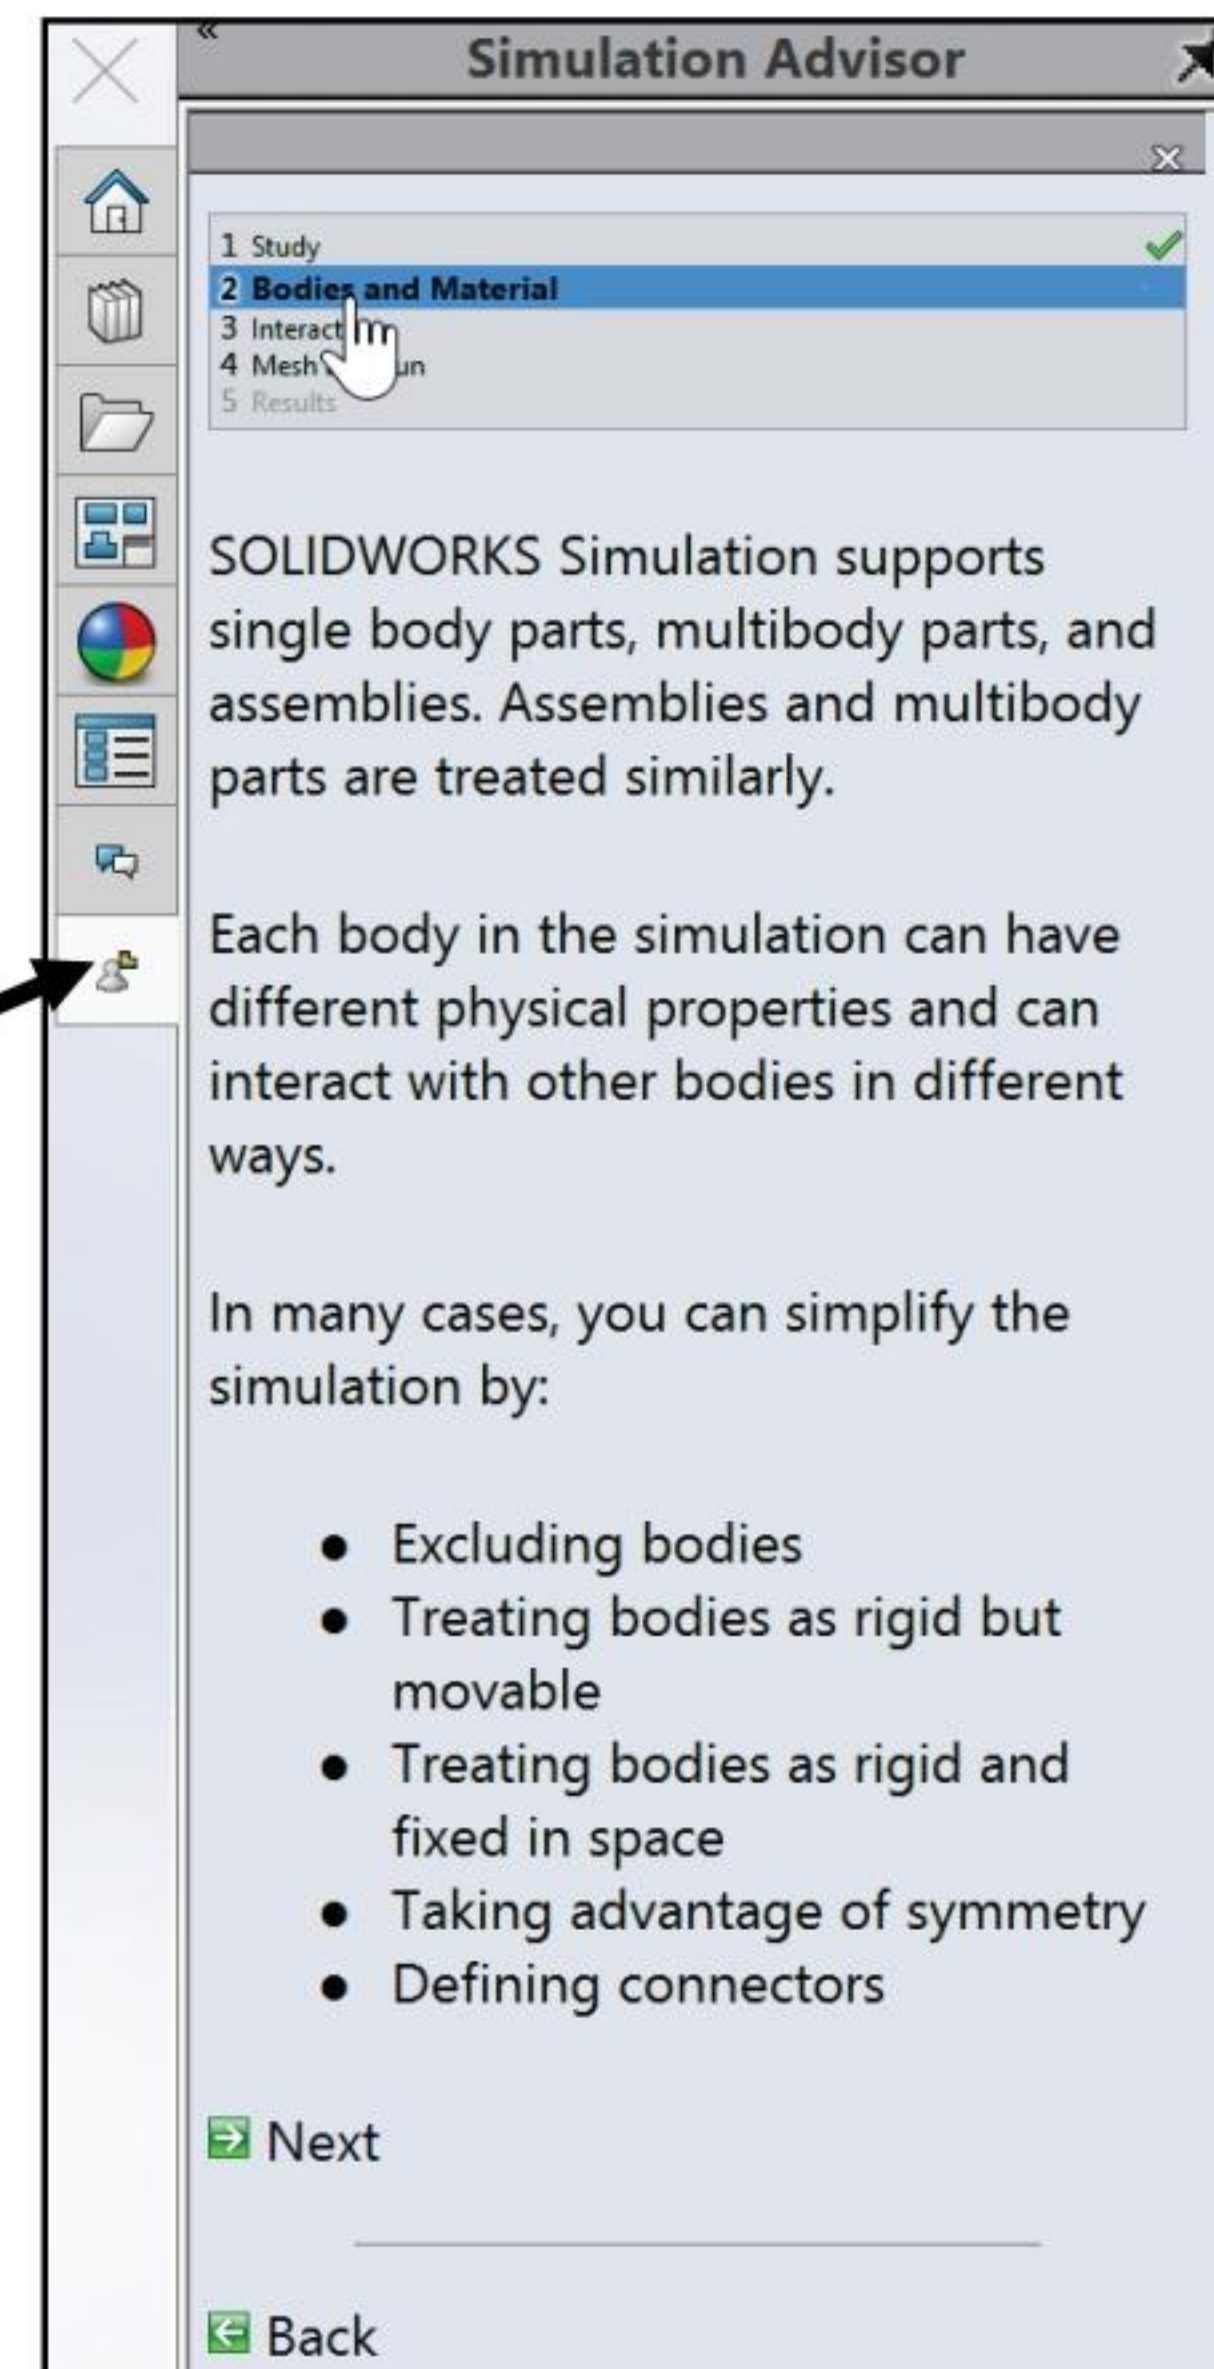 «
Simulation Advisor
1 Study
2 Bodies and Material
3 Interact
4 Mesh
5 Results
SOLIDWORKS Simulation supports
single body parts, multibody parts, and
assemblies. Assemblies and multibody
parts are treated similarly.
Each body in the simulation can have
different physical properties and can
interact with other bodies in different
ways.
In many cases, you can simplify the
simulation by:
● Excluding bodies
● Treating bodies as rigid but
movable
● Treating bodies as rigid and
fixed in space
● Taking advantage of symmetry
● Defining connectors
Next
Back